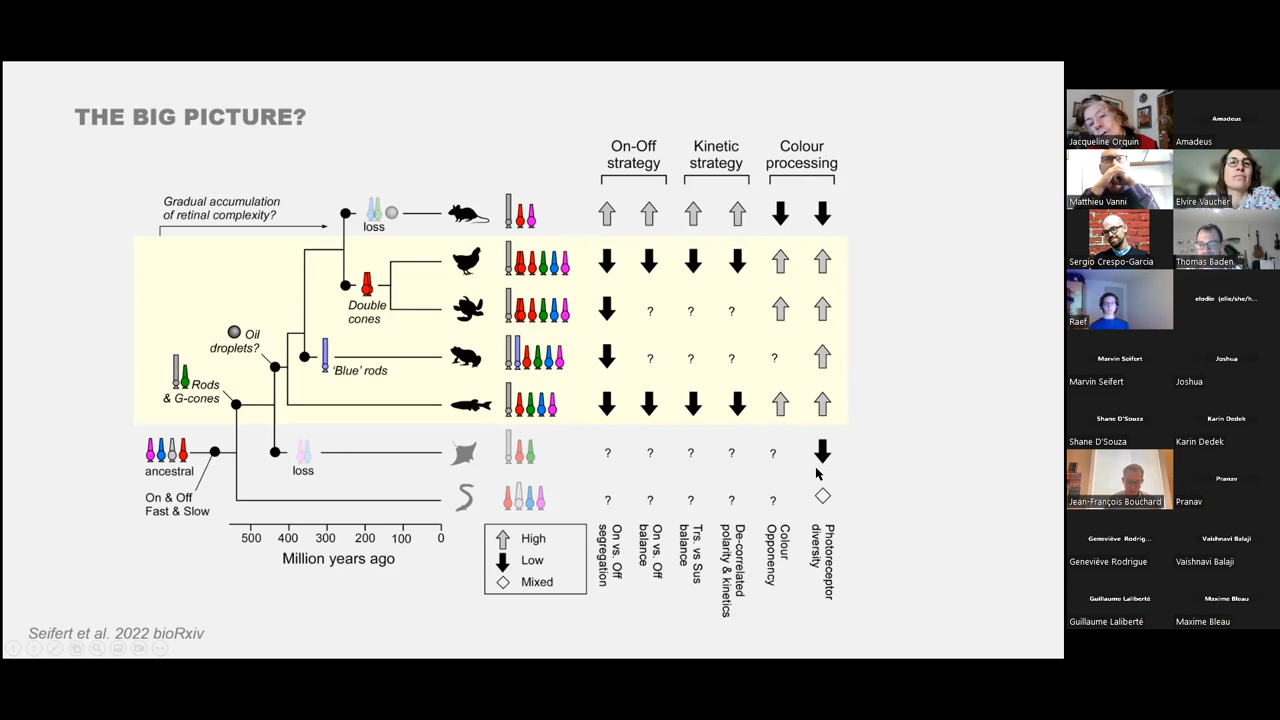 THE BIG PICTURE?
On-Off
strategy
Kinetic
strategy
Colour
processing
Gradual accumulation
of retinal complexity?
loss
Double
cones
Oil
droplets?
'Blue' rods
Rods
& G-cones
?
?
?
?
?
?
?
ancestral
loss
?
?
?
?
?
On & Off
Fast & Slow
?
?
?
?
?
500
400
300
200
100
0
Million years ago
High
Low
Mixed
On vs. Off
segregation
On vs. Off
balance
Trs. vs Sus
balance
De-correlated
polarity & kinetics
Colour
Opponency
Photoreceptor
diversity
Seifert et al. 2022 bioRxiv
Jacqueline Orquin
Amadeus
Amadeus
Matthieu Vanni
Elvire Vaucher
Sergio Crespo-Garcia
Thomas Baden
Raef
elodie (elle/she/h...
Marvin Seifert
Marvin Seifert
Joshua
Joshua
Shane D'Souza
Shane D'Souza
Karin Dedek
Karin Dedek
Jean-François Bouchard
Pranav
Pranav
Geneviève Rodrig...
Geneviève Rodrigue
Vaishnavi Balaji
Vaishnavi Balaji
Guillaume Laliberté
Guillaume Laliberté
Maxime Bleau
Maxime Bleau